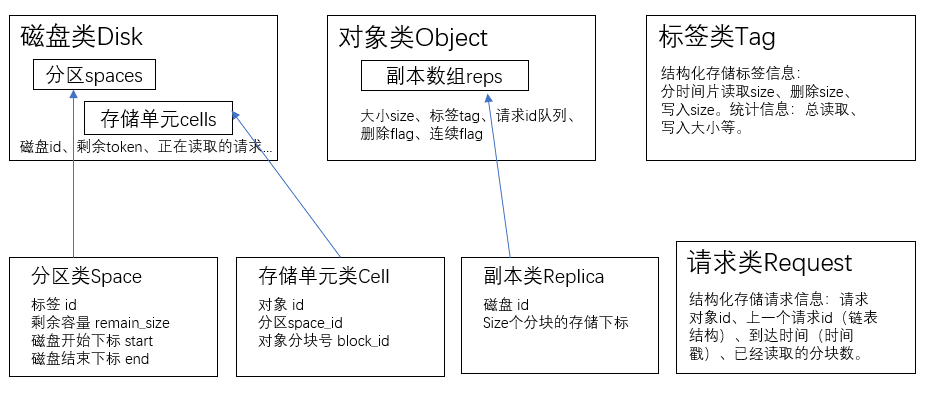 磁盘类Disk
分区spaces
存储单元cells
磁盘id、剩余token、正在读取的请求...
对象类Object
副本数组reps
大小size、标签tag、请求id队列、
删除flag、连续flag
标签类Tag
结构化存储标签信息：
分时间片读取size、删除size、
写入size。统计信息：总读取、
写入大小等。
分区类Space
标签 id
剩余容量 remain_size
磁盘开始下标 start
磁盘结束下标 end
存储单元类Cell
对象 id
分区space_id
对象分块号 block_id
副本类Replica
磁盘 id
Size个分块的存储下标
请求类Request
结构化存储请求信息：请求
对象id、上一个请求id（链表
结构）、到达时间（时间
戳）、已经读取的分块数。